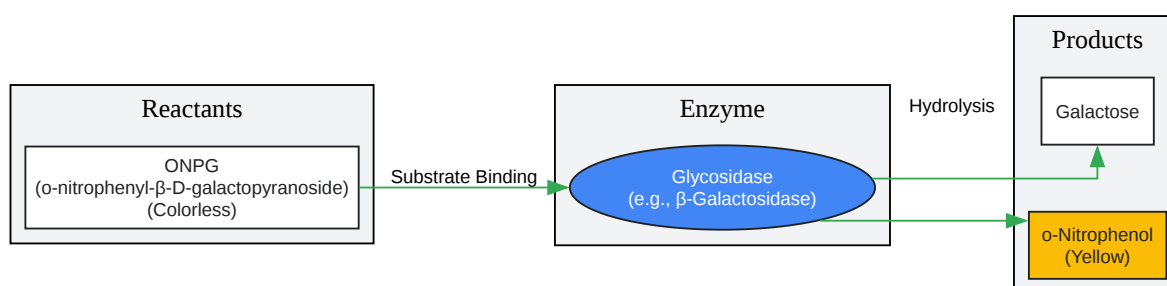 Reactants
ONPG
(o-nitrophenyl-β-D-galactopyranoside)
(Colorless)
Substrate Binding
Enzyme
Glycosidase
(e.g., β-Galactosidase)
Hydrolysis
Products
Galactose
o-Nitrophenol
(Yellow)